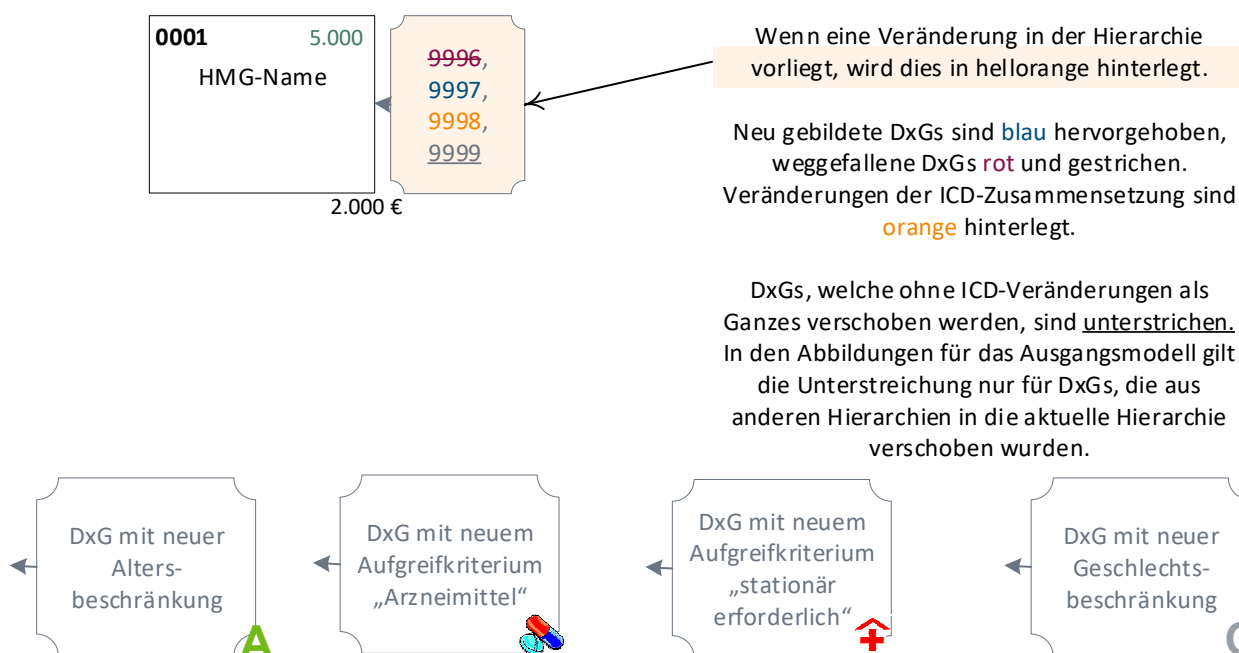 0001 5.000
HMG-Name
9996,
9997,
9998,
9999
2.000 €
Wenn eine Veränderung in der Hierarchie
vorliegt, wird dies in hellorange hinterlegt.
Neu gebildete DxGs sind blau hervorgehoben,
weggefallene DxGs rot und gestrichen.
Veränderungen der ICD-Zusammensetzung sind
orange hinterlegt.
DxGs, welche ohne ICD-Veränderungen als
Ganzes verschoben werden, sind unterstrichen.
In den Abbildungen für das Ausgangsmodell gilt
die Unterstreichung nur für DxGs, die aus
anderen Hierarchien in die aktuelle Hierarchie
verschoben wurden.
DxG mit neuer
Alters-
beschränkung
A
DxG mit neuem
Aufgreifkriterium
„Arzneimittel“
DxG mit neuem
Aufgreifkriterium
„stationär
erforderlich“
DxG mit neuer
Geschlechts-
beschränkung